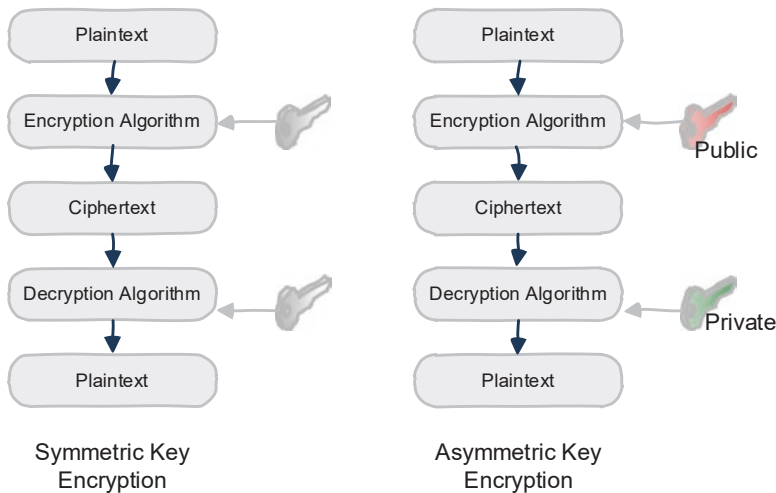 Plaintext
Encryption Algorithm
Ciphertext
Decryption Algorithm
Plaintext
Symmetric Key
Encryption
Plaintext
Encryption Algorithm
Public
Ciphertext
Decryption Algorithm
Private
Plaintext
Asymmetric Key
Encryption